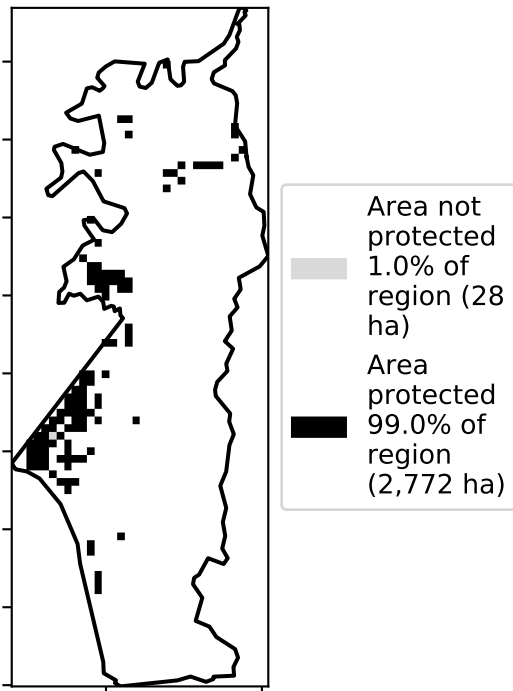 Area not
protected
1.0% of
region (28
ha)
Area
protected
99.0% of
region
(2,772 ha)